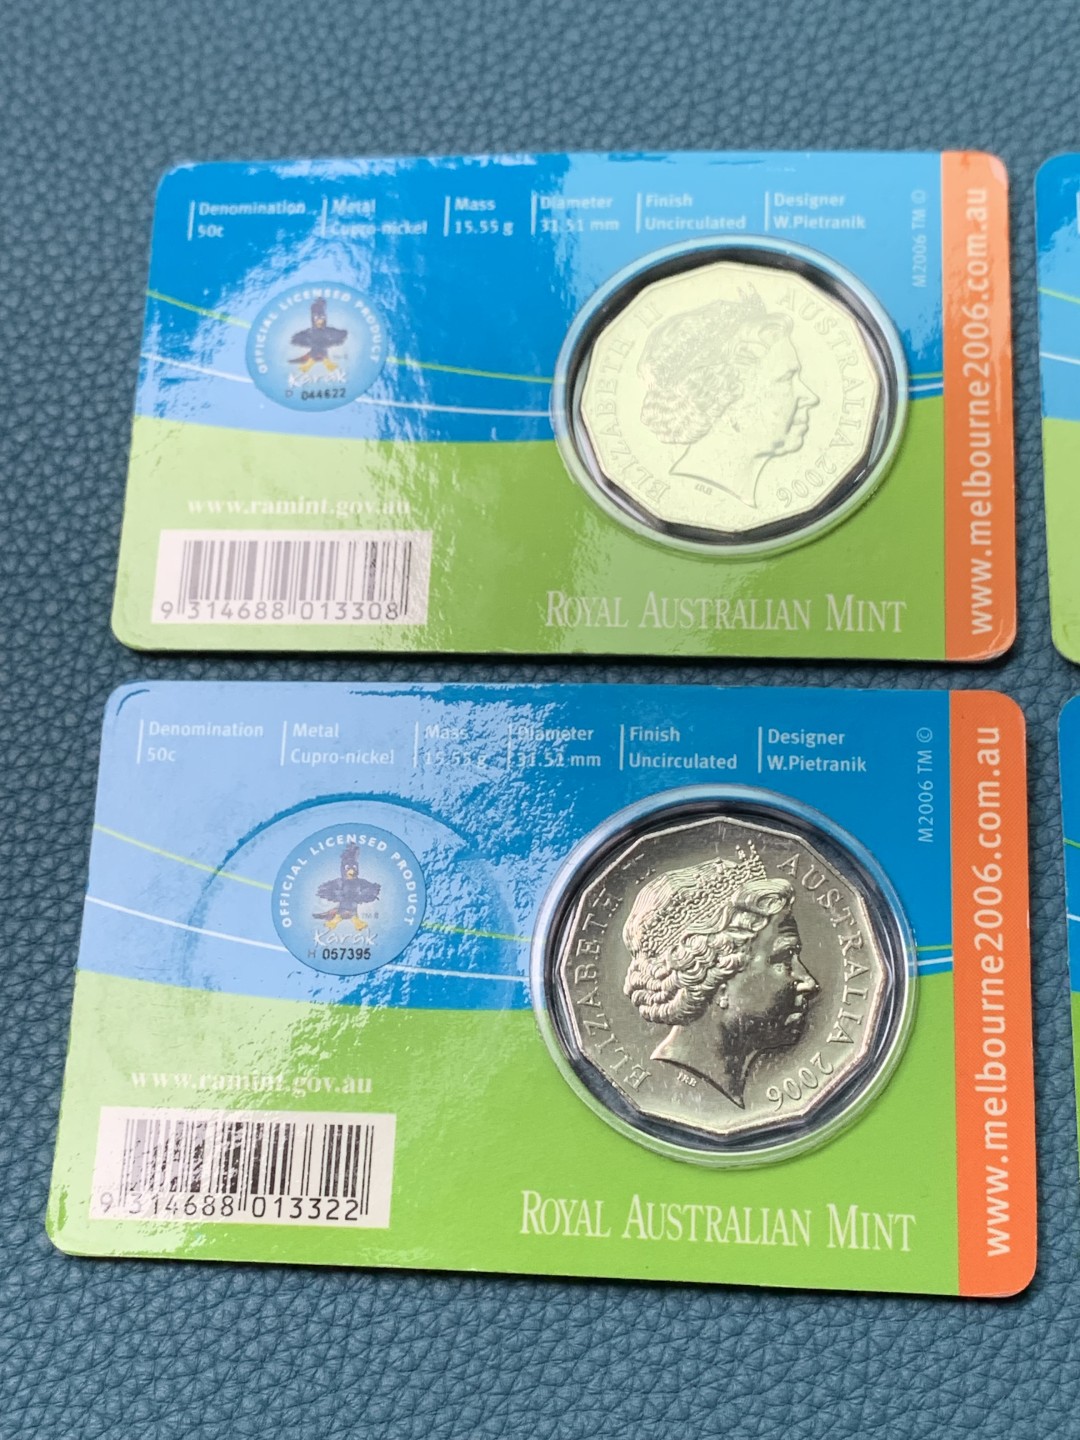 Denomination
50c
Metal
Cupro-nickel
Mass
15.55 g
Diameter
31.51 mm
Finish
Uncirculated
Designer
W.Pietranik
M2006 TM ©
www.melbourne2006.com.au
OFFICIAL LICENSED PRODUCT
Karak
D 044622
ELIZABETH II AUSTRALIA 2006
IRB
www.ramint.gov.au
9 314688 013308
ROYAL AUSTRALIAN MINT
Denomination
50c
Metal
Cupro-nickel
Mass
15.55 g
Diameter
31.51 mm
Finish
Uncirculated
Designer
W.Pietranik
M2006 TM ©
www.melbourne2006.com.au
OFFICIAL LICENSED PRODUCT
TM ©
Karak
H 057395
ELIZABETH II AUSTRALIA 2006
IRB
www.ramint.gov.au
9 314688 013322
ROYAL AUSTRALIAN MINT